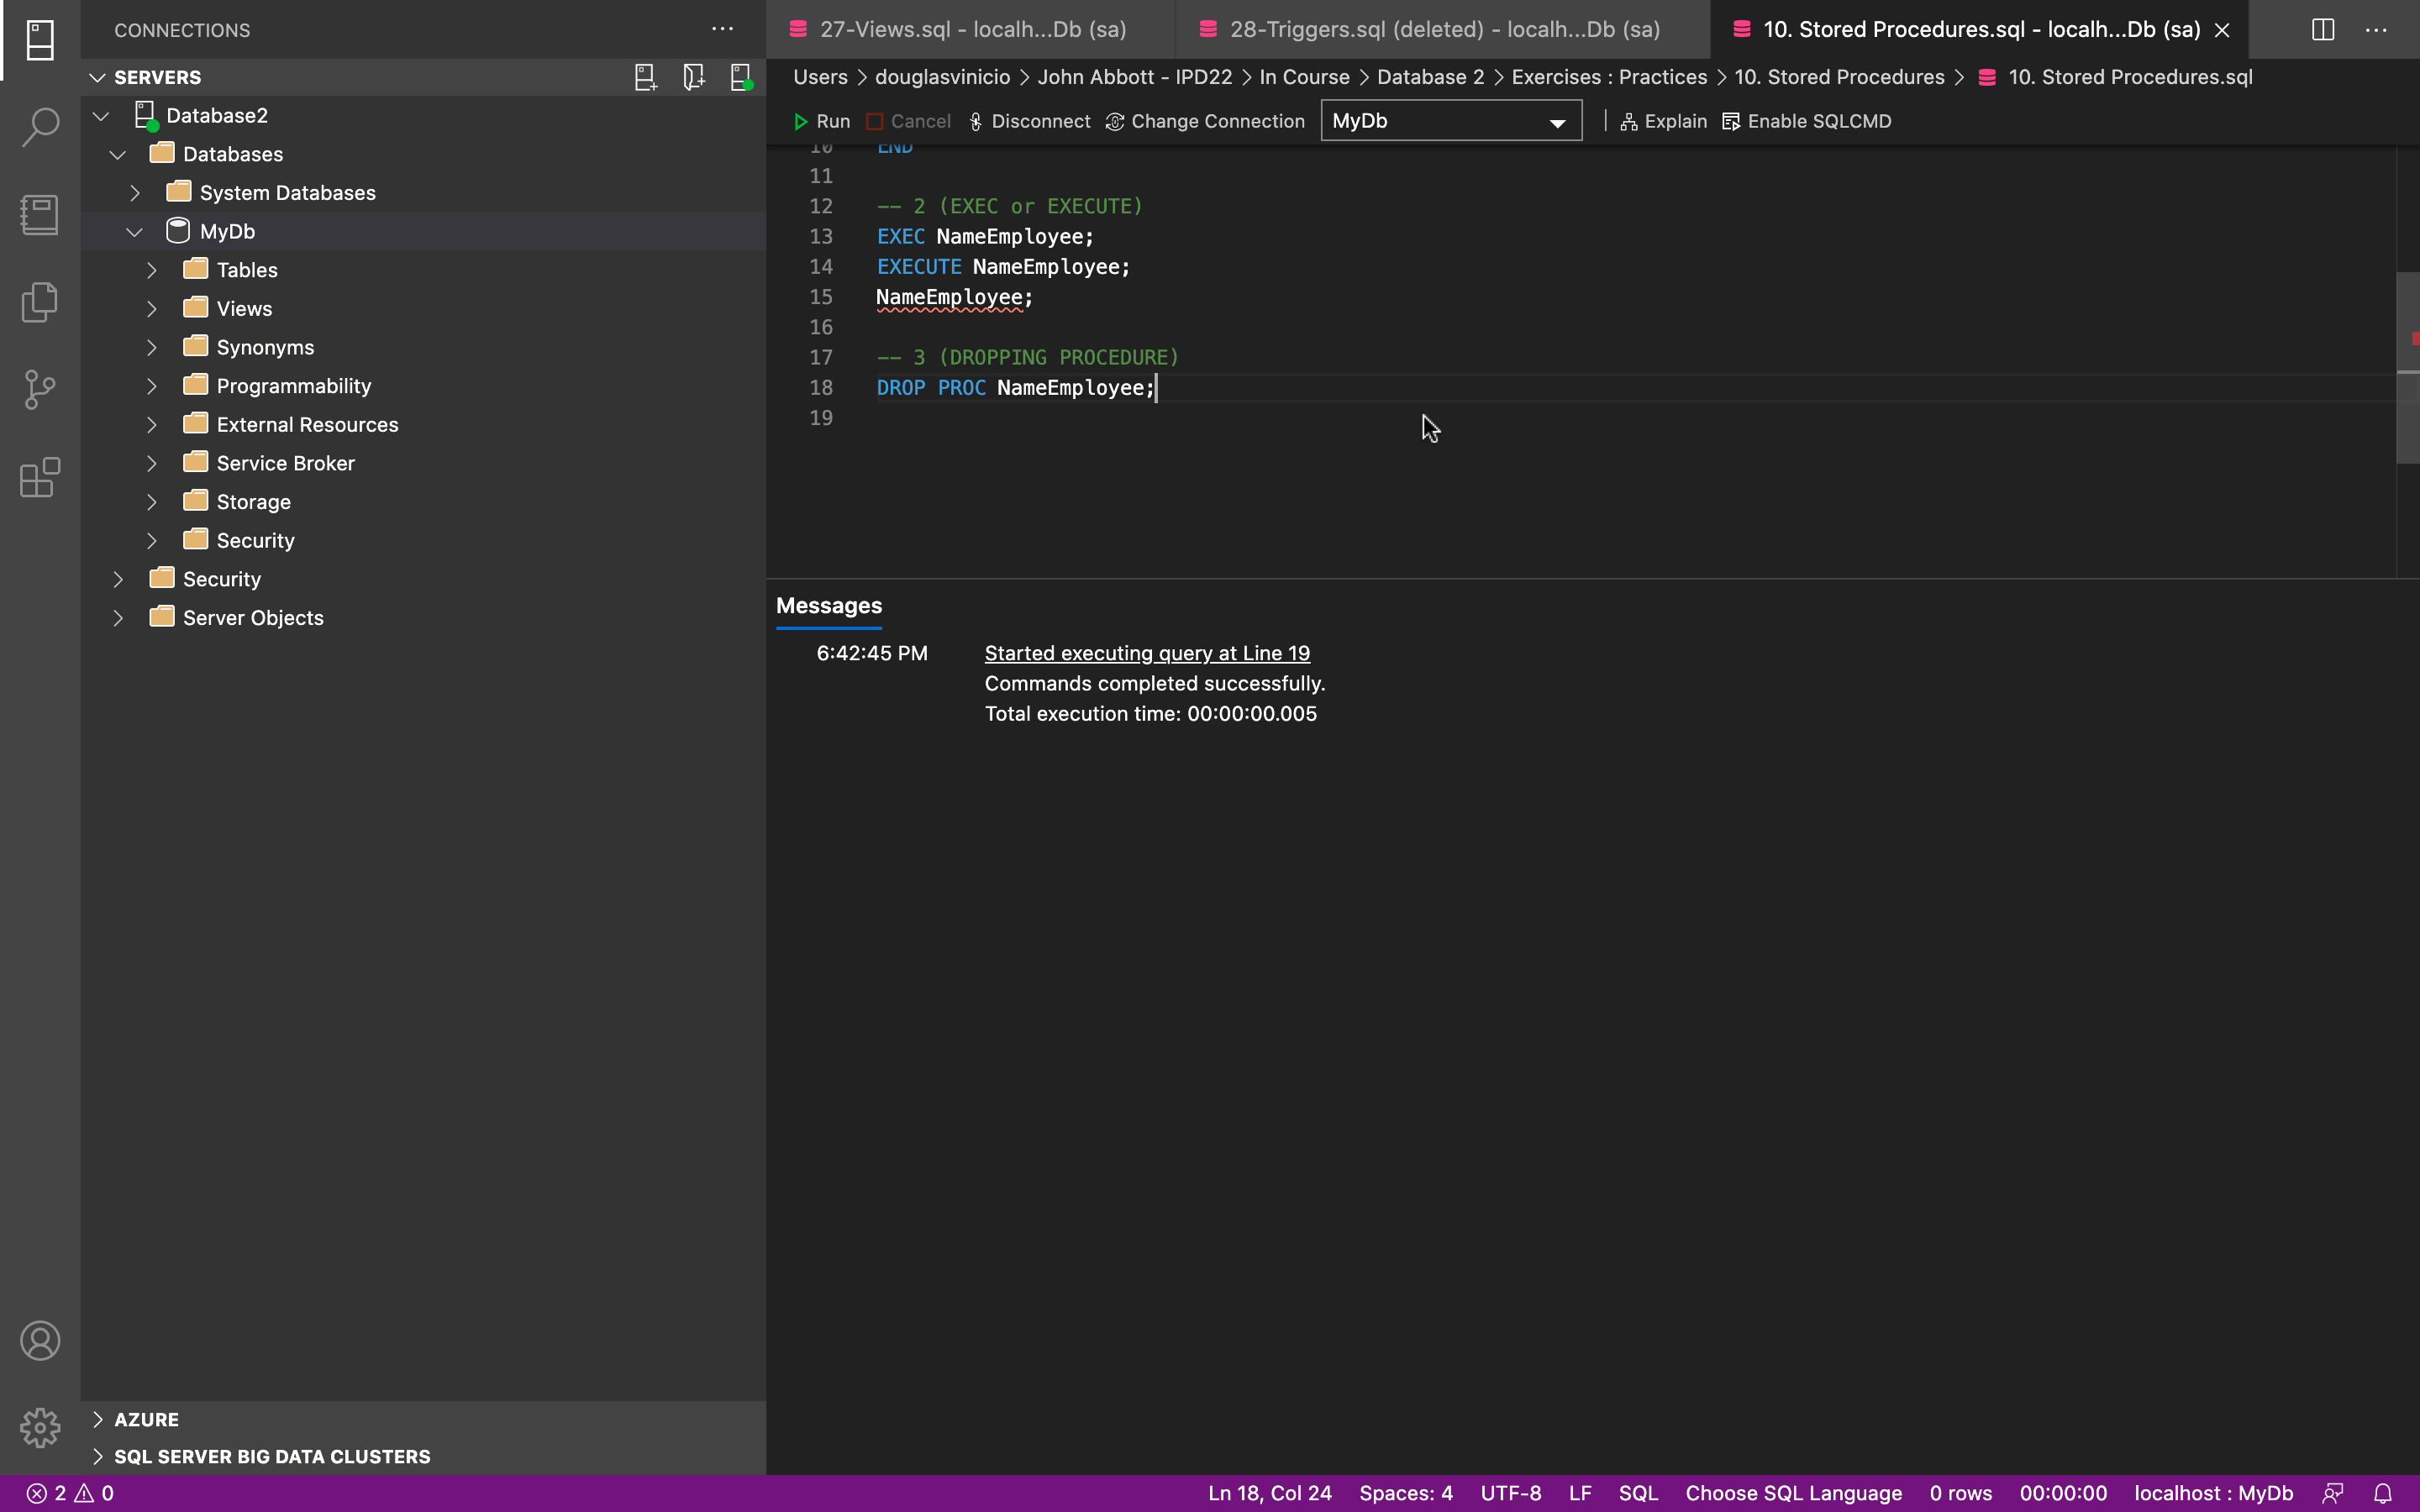 CONNECTIONS
SERVERS
Database2
Databases
System Databases
MyDb
Tables
Views
Synonyms
Programmability
External Resources
Service Broker
Storage
Security
Security
Server Objects
AZURE
SQL SERVER BIG DATA CLUSTERS
27-Views.sql - localh...Db (sa)
28-Triggers.sql (deleted) - localh...Db (sa)
10. Stored Procedures.sql - localh...Db (sa)
Users > douglasvinicio > John Abbott - IPD22 > In Course > Database 2 > Exercises : Practices > 10. Stored Procedures > 10. Stored Procedures.sql
Run Cancel Disconnect Change Connection MyDb Explain Enable SQLCMD
10 END
11
12 -- 2 (EXEC or EXECUTE)
13 EXEC NameEmployee;
14 EXECUTE NameEmployee;
15 NameEmployee;
16
17 -- 3 (DROPPING PROCEDURE)
18 DROP PROC NameEmployee;
19
Messages
6:42:45 PM Started executing query at Line 19
Commands completed successfully.
Total execution time: 00:00:00.005
2 0 Ln 18, Col 24 Spaces: 4 UTF-8 LF SQL Choose SQL Language 0 rows 00:00:00 localhost : MyDb